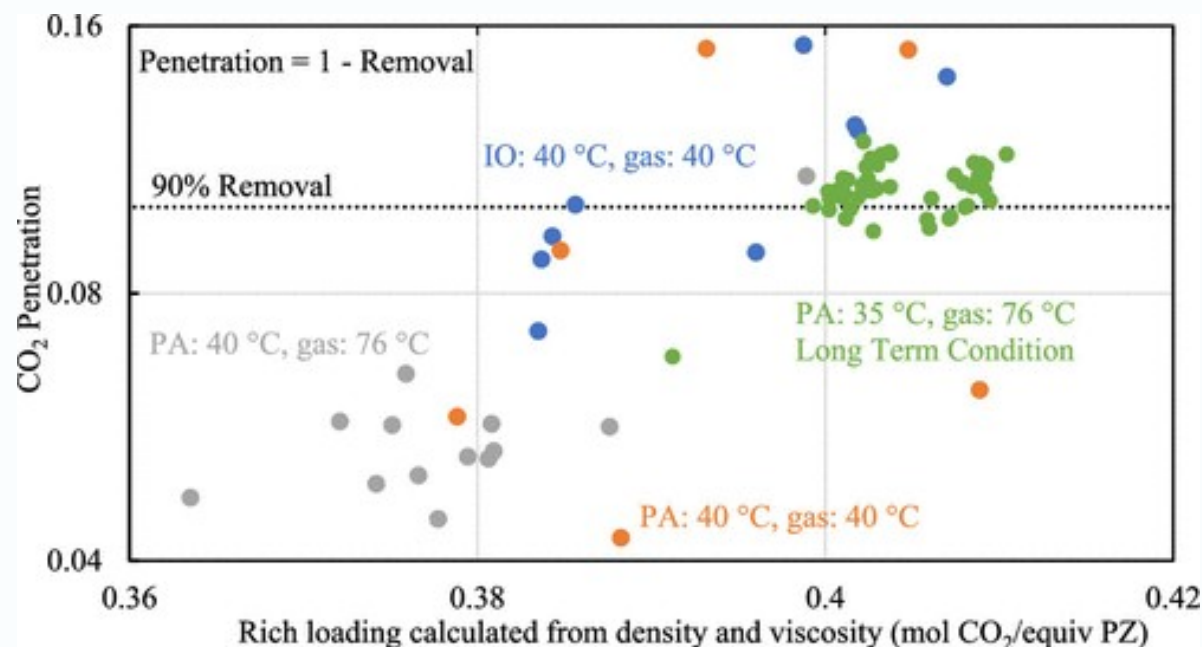 0.16
Penetration = 1 - Removal
IO: 40 °C, gas: 40 °C
90% Removal
CO₂ Penetration
0.08
PA: 35 °C, gas: 76 °C
Long Term Condition
PA: 40 °C, gas: 76 °C
PA: 40 °C, gas: 40 °C
0.04
0.36 0.38 0.4 0.42
Rich loading calculated from density and viscosity (mol CO₂/equiv PZ)